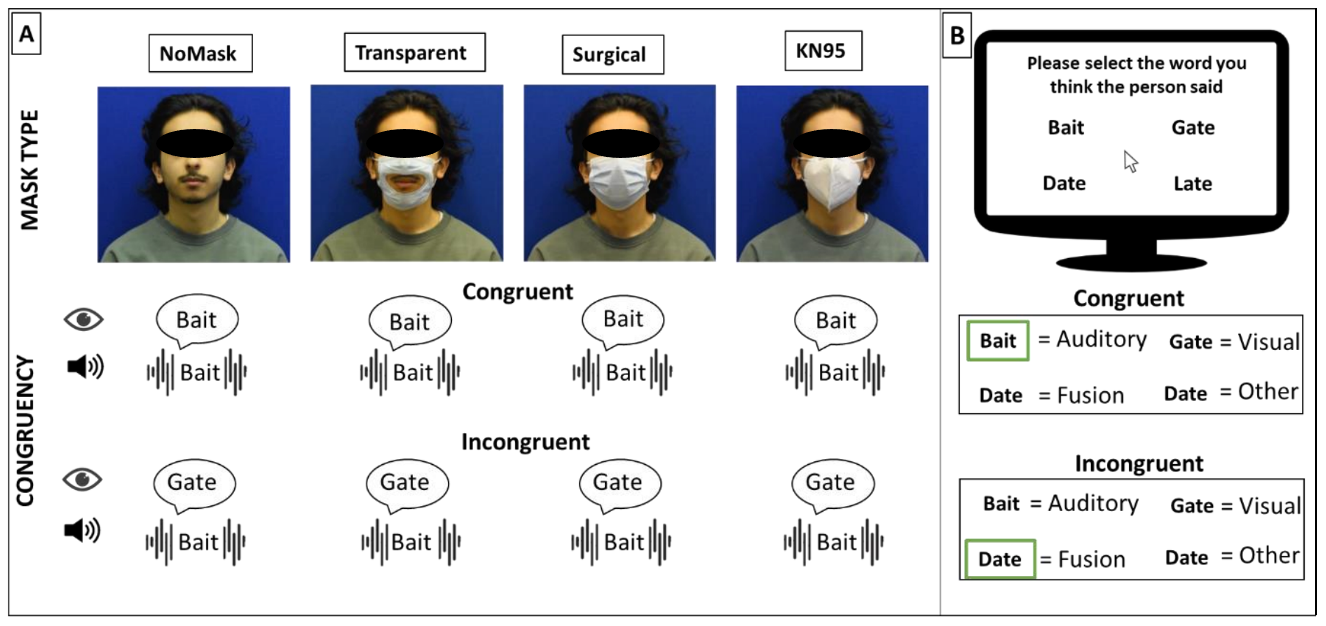 A
NoMask
Transparent
Surgical
KN95
MASK TYPE
Congruent
Bait
Bait
Bait
Bait
Bait
Bait
Bait
Bait
CONGRUENCY
Incongruent
Gate
Gate
Gate
Gate
Bait
Bait
Bait
Bait
B
Please select the word you
think the person said
Bait Gate
Date Late
Congruent
Bait = Auditory Gate = Visual
Date = Fusion Date = Other
Incongruent
Bait = Auditory Gate = Visual
Date = Fusion Date = Other